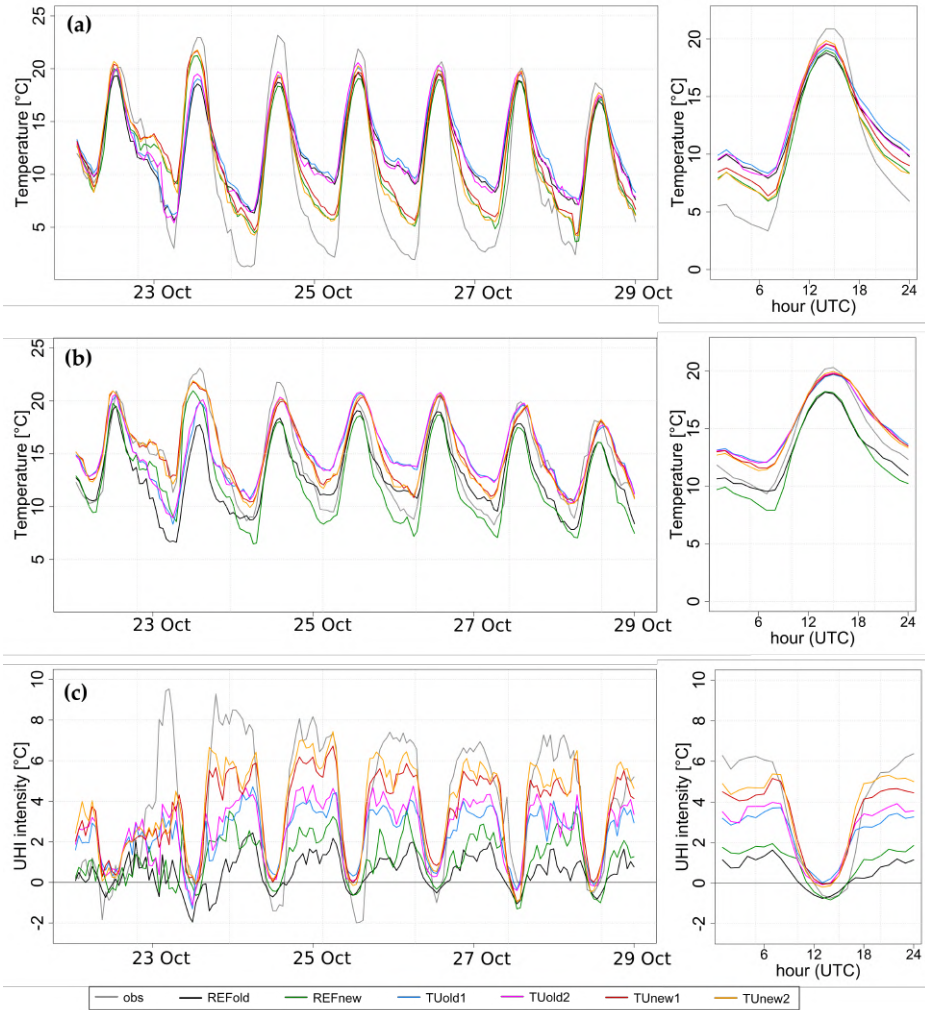 (a)
Temperature [°C]
25
20
15
10
5
23 Oct 25 Oct 27 Oct 29 Oct
Temperature [°C]
20
15
10
5
0
6 12 18 24
hour (UTC)
(b)
Temperature [°C]
25
20
15
10
5
23 Oct 25 Oct 27 Oct 29 Oct
Temperature [°C]
20
15
10
5
0
6 12 18 24
hour (UTC)
(c)
UHI intensity [°C]
10
8
6
4
2
0
-2
23 Oct 25 Oct 27 Oct 29 Oct
UHI intensity [°C]
10
8
6
4
2
0
-2
6 12 18 24
hour (UTC)
obs REFold REFnew TUold1 TUold2 TUnew1 TUnew2